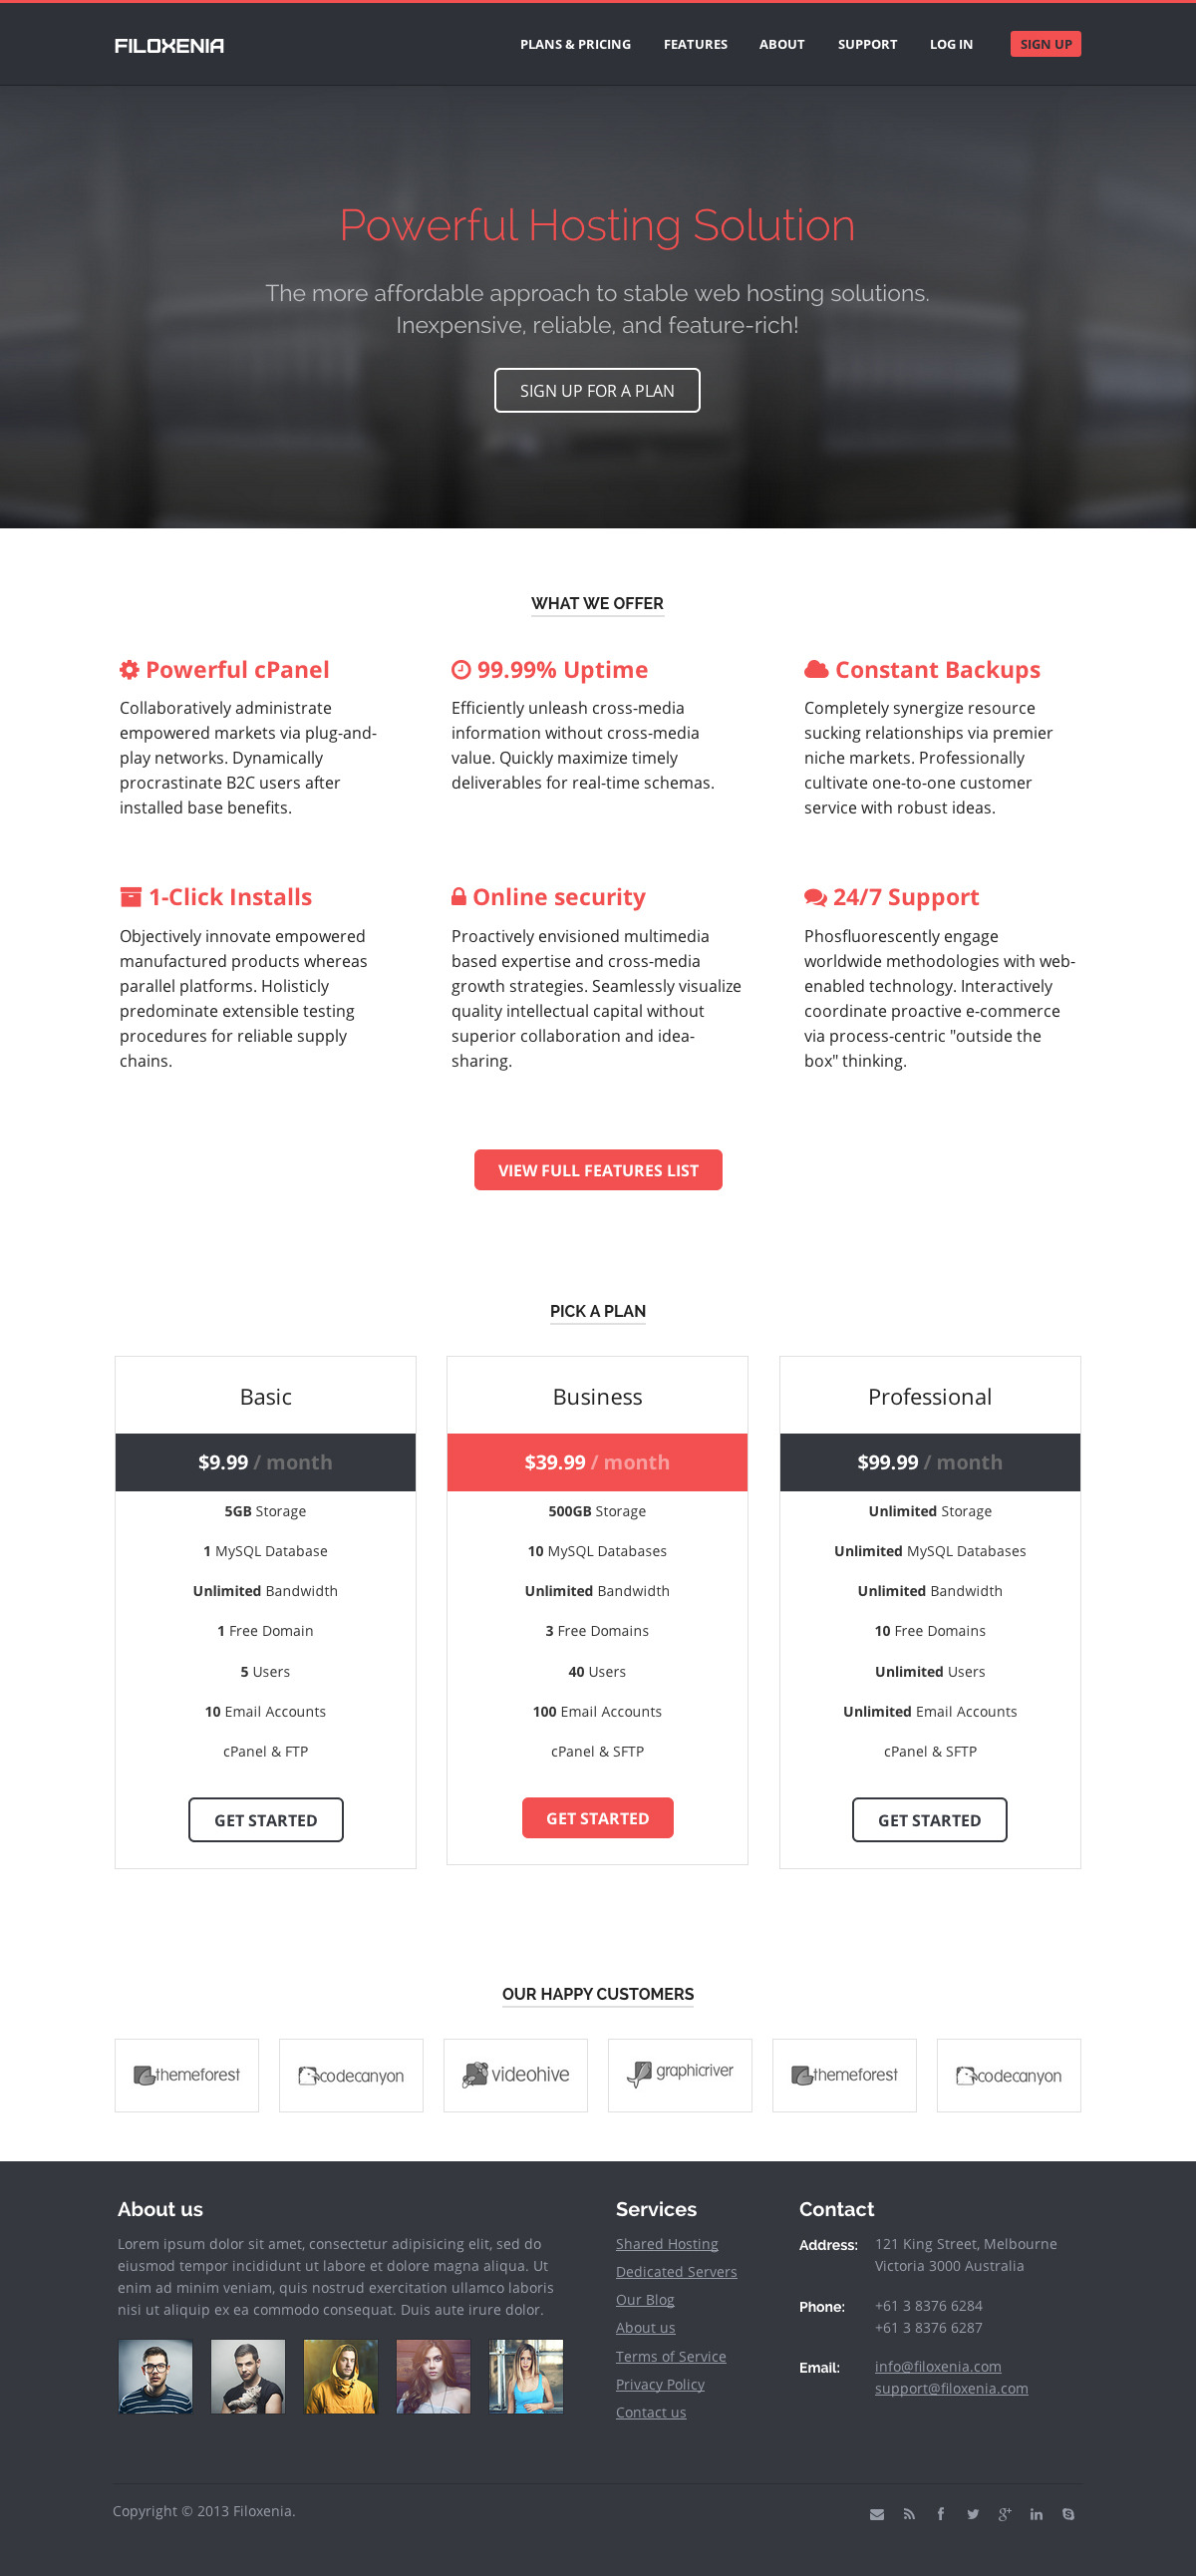 FILOXENIA
PLANS & PRICING FEATURES ABOUT SUPPORT LOG IN SIGN UP
Powerful Hosting Solution
The more affordable approach to stable web hosting solutions.
Inexpensive, reliable, and feature-rich!
SIGN UP FOR A PLAN
WHAT WE OFFER
Powerful cPanel
Collaboratively administrate
empowered markets via plug-and-
play networks. Dynamically
procrastinate B2C users after
installed base benefits.
99.99% Uptime
Efficiently unleash cross-media
information without cross-media
value. Quickly maximize timely
deliverables for real-time schemas.
Constant Backups
Completely synergize resource
sucking relationships via premier
niche markets. Professionally
cultivate one-to-one customer
service with robust ideas.
1-Click Installs
Objectively innovate empowered
manufactured products whereas
parallel platforms. Holisticly
predominate extensible testing
procedures for reliable supply
chains.
Online security
Proactively envisioned multimedia
based expertise and cross-media
growth strategies. Seamlessly visualize
quality intellectual capital without
superior collaboration and idea-
sharing.
24/7 Support
Phosfluorescently engage
worldwide methodologies with web-
enabled technology. Interactively
coordinate proactive e-commerce
via process-centric "outside the
box" thinking.
VIEW FULL FEATURES LIST
PICK A PLAN
Basic
$9.99 / month
5GB Storage
1 MySQL Database
Unlimited Bandwidth
1 Free Domain
5 Users
10 Email Accounts
cPanel & FTP
GET STARTED
Business
$39.99 / month
500GB Storage
10 MySQL Databases
Unlimited Bandwidth
3 Free Domains
40 Users
100 Email Accounts
cPanel & SFTP
GET STARTED
Professional
$99.99 / month
Unlimited Storage
Unlimited MySQL Databases
Unlimited Bandwidth
10 Free Domains
Unlimited Users
Unlimited Email Accounts
cPanel & SFTP
GET STARTED
OUR HAPPY CUSTOMERS
themeforest codecanyon videohive graphicriver themeforest codecanyon
About us
Lorem ipsum dolor sit amet, consectetur adipisicing elit, sed do
eiusmod tempor incididunt ut labore et dolore magna aliqua. Ut
enim ad minim veniam, quis nostrud exercitation ullamco laboris
nisi ut aliquip ex ea commodo consequat. Duis aute irure dolor.
Services
Shared Hosting
Dedicated Servers
Our Blog
About us
Terms of Service
Privacy Policy
Contact us
Contact
Address: 121 King Street, Melbourne
Victoria 3000 Australia
Phone: +61 3 8376 6284
+61 3 8376 6287
Email: info@filoxenia.com
support@filoxenia.com
Copyright © 2013 Filoxenia.